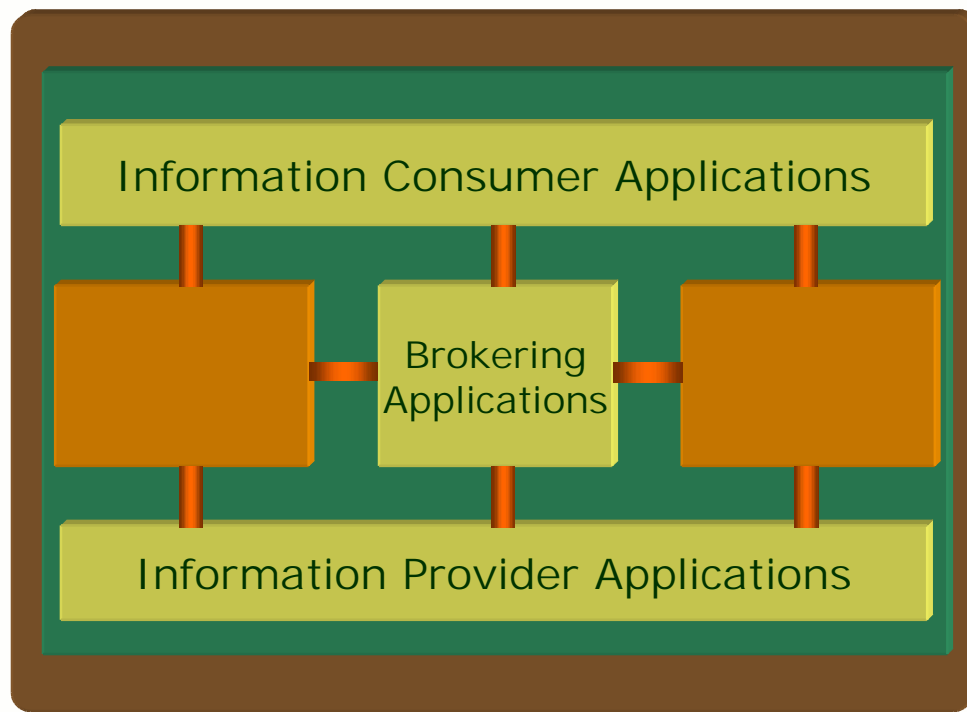 Information Consumer Applications
Brokering
Applications
Information Provider Applications